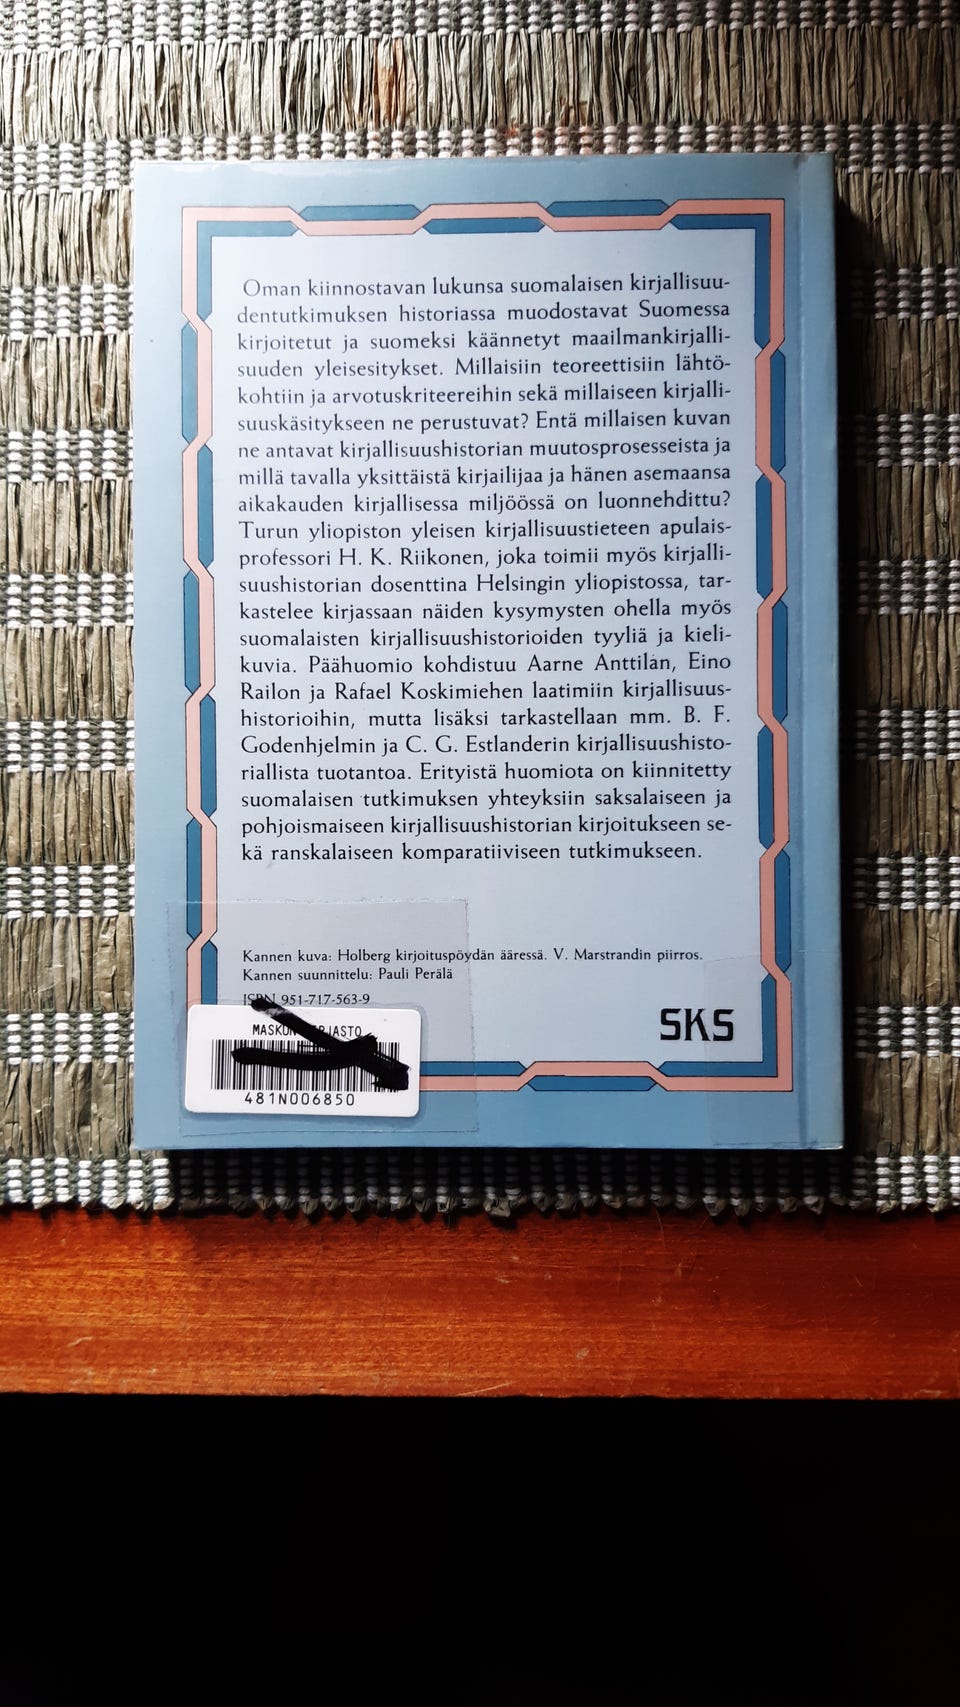 Oman kiinnostavan lukunsa suomalaisen kirjallisuu-
dentutkimuksen historiassa muodostavat Suomessa
kirjoitetut ja suomeksi käännetyt maailmankirjalli-
suuden yleisesitykset. Millaisiin teoreettisiin lähtö-
kohtiin ja arvotuskriteereihin sekä millaiseen kirjalli-
suuskäsitykseen ne perustuvat? Entä millaisen kuvan
ne antavat kirjallisuushistorian muutosprosesseista ja
millä tavalla yksittäistä kirjailijaa ja hänen asemaansa
aikakauden kirjallisessa miljöössä on luonnehdittu?
Turun yliopiston yleisen kirjallisuustieteen apulais-
professori H. K. Riikonen, joka toimii myös kirjalli-
suushistorian dosenttina Helsingin yliopistossa, tar-
kastelee kirjassaan näiden kysymysten ohella myös
suomalaisten kirjallisuushistorioiden tyyliä ja kieli-
kuvia. Päähuomio kohdistuu Aarne Anttilan, Eino
Railon ja Rafael Koskimiehen laatimiin kirjallisuus-
historioihin, mutta lisäksi tarkastellaan mm. B. F.
Godenhjelmin ja C. G. Estlanderin kirjallisuushisto-
riallista tuotantoa. Erityistä huomiota on kiinnitetty
suomalaisen tutkimuksen yhteyksiin saksalaiseen ja
pohjoismaiseen kirjallisuushistorian kirjoitukseen se-
kä ranskalaiseen komparatiiviseen tutkimukseen.
Kannen kuva: Holberg kirjoituspöydän ääressä. V. Marstrandin piirros.
Kannen suunnittelu: Pauli Perälä
ISBN 951-717-563-9
SKS
MASKUN KIRJASTO
481N006850